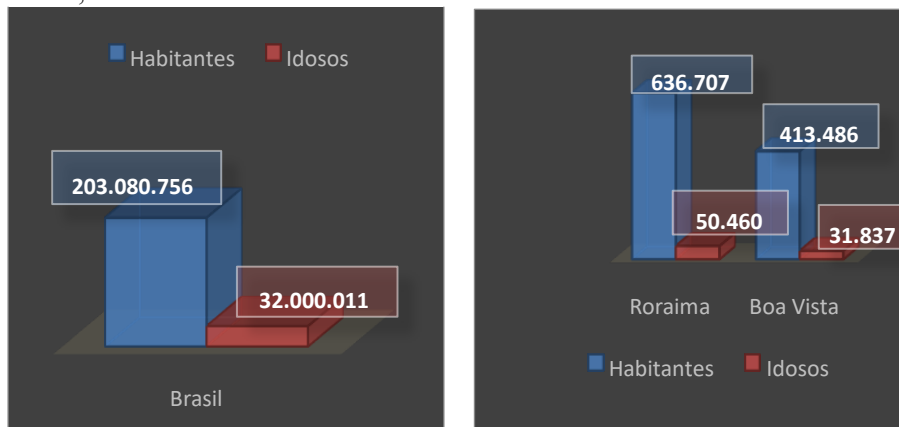 Habitantes Idosos
203.080.756
32.000.011
Brasil
636.707
413.486
50.460
31.837
Roraima Boa Vista
Habitantes Idosos